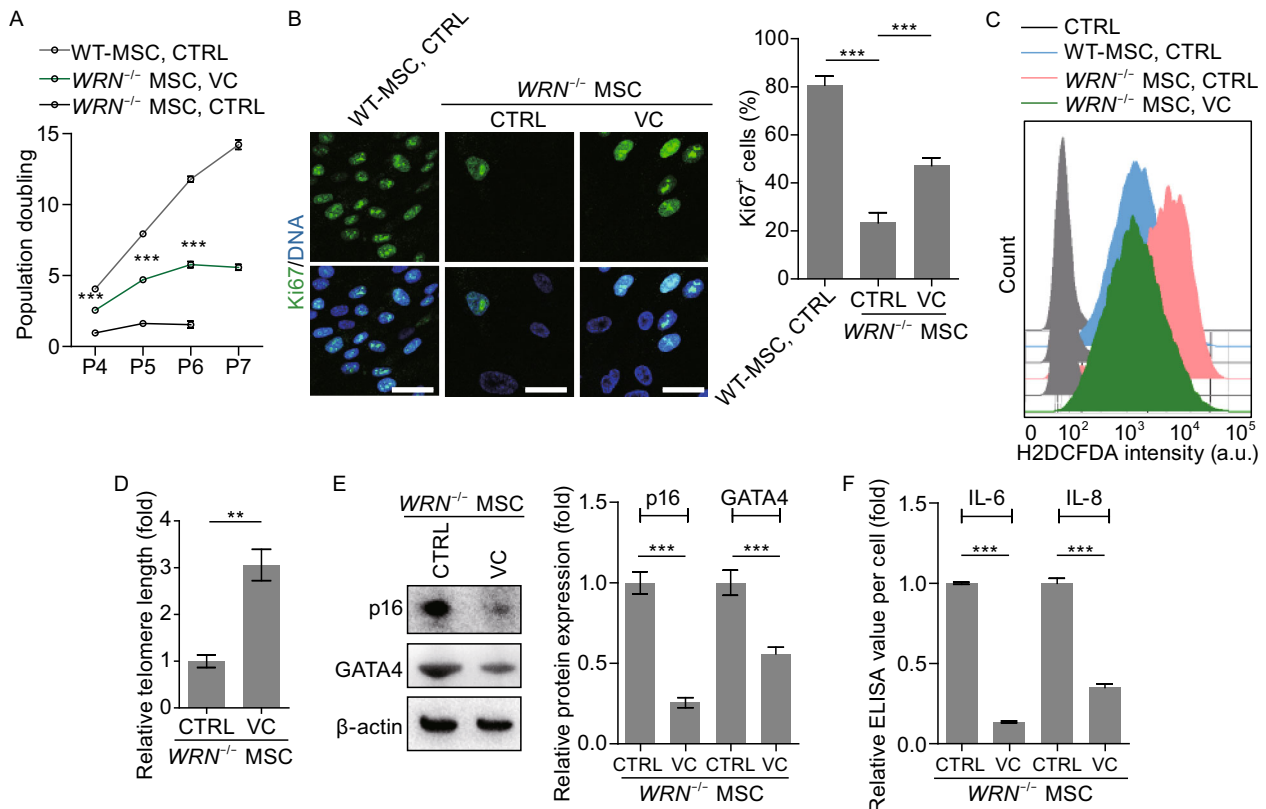 A
WT-MSC, CTRL
WRN⁻/⁻ MSC, VC
WRN⁻/⁻ MSC, CTRL
Population doubling
15
10
5
0
***
***
***
P4 P5 P6 P7
B
WT-MSC, CTRL
WRN⁻/⁻ MSC
CTRL VC
Ki67/DNA
Ki67⁺ cells (%)
100
80
60
40
20
0
*** ***
WT-MSC, CTRL
CTRL VC
WRN⁻/⁻ MSC
C
CTRL
WT-MSC, CTRL
WRN⁻/⁻ MSC, CTRL
WRN⁻/⁻ MSC, VC
Count
0 10² 10³ 10⁴ 10⁵
H2DCFDA intensity (a.u.)
D
Relative telomere length (fold)
4
3
2
1
0
**
CTRL VC
WRN⁻/⁻ MSC
E
WRN⁻/⁻ MSC
CTRL VC
p16
GATA4
β-actin
Relative protein expression (fold)
1.5
1.0
0.5
0.0
p16 GATA4
*** ***
CTRL VC CTRL VC
WRN⁻/⁻ MSC
F
Relative ELISA value per cell (fold)
1.5
1.0
0.5
0.0
IL-6 IL-8
*** ***
CTRL VC CTRL VC
WRN⁻/⁻ MSC